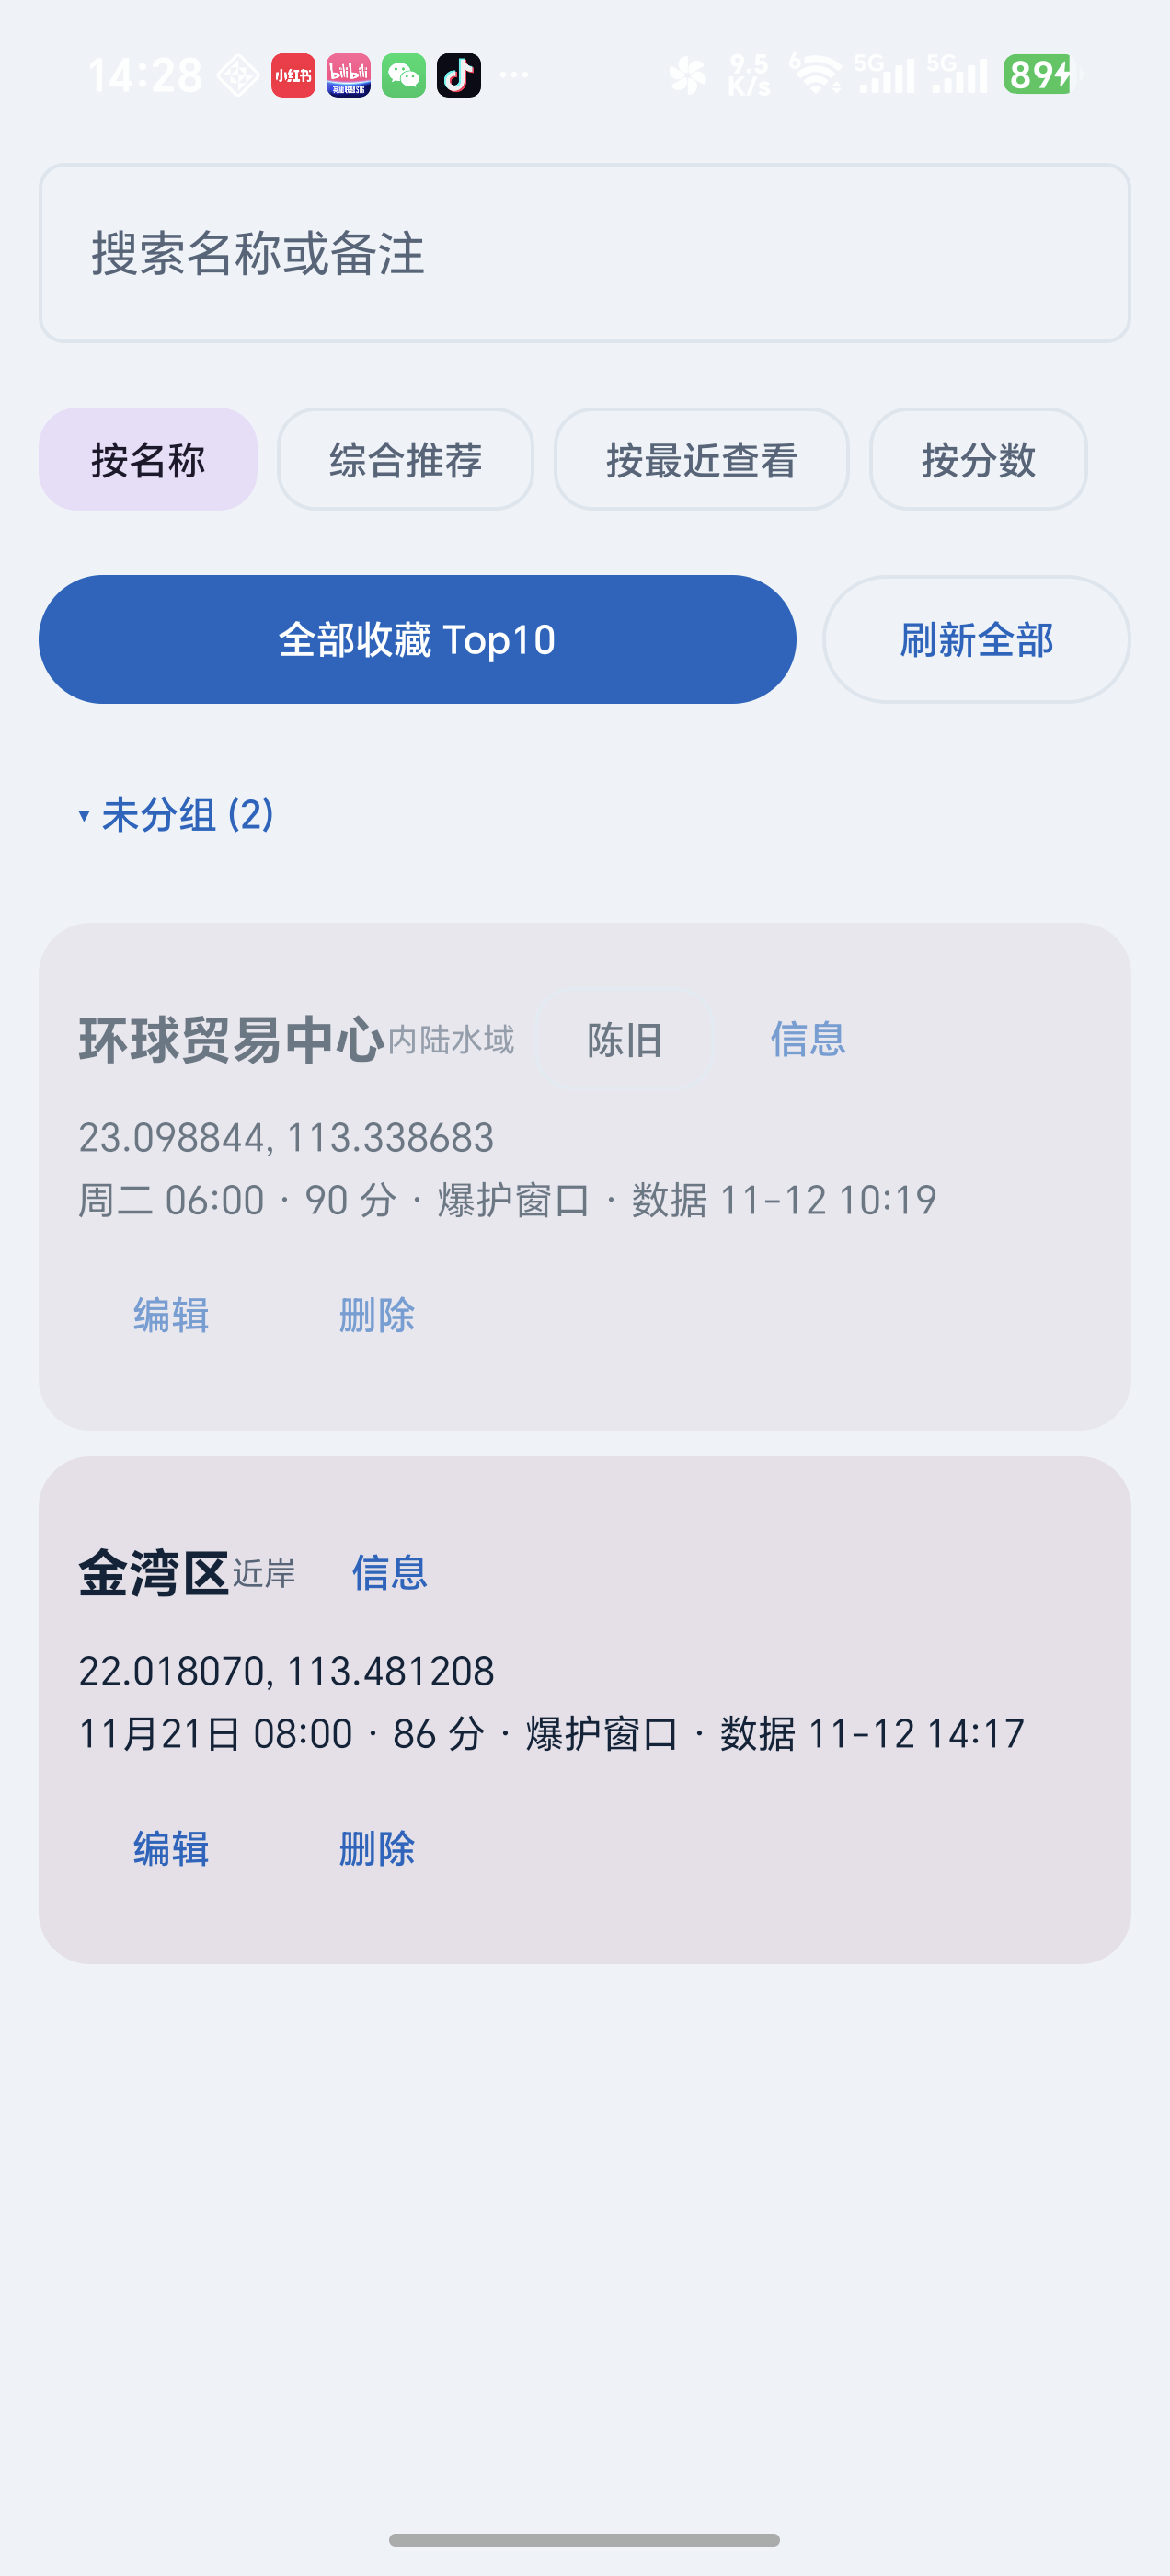 14:28 小红书 bilibili ··· 9.5 K/s 6 5G 5G 89
搜索名称或备注
按名称 综合推荐 按最近查看 按分数
全部收藏 Top10 刷新全部
▾ 未分组 (2)
环球贸易中心 内陆水域 陈旧 信息
23.098844, 113.338683
周二 06:00 · 90 分 · 爆护窗口 · 数据 11-12 10:19
编辑 删除
金湾区 近岸 信息
22.018070, 113.481208
11月21日 08:00 · 86 分 · 爆护窗口 · 数据 11-12 14:17
编辑 删除